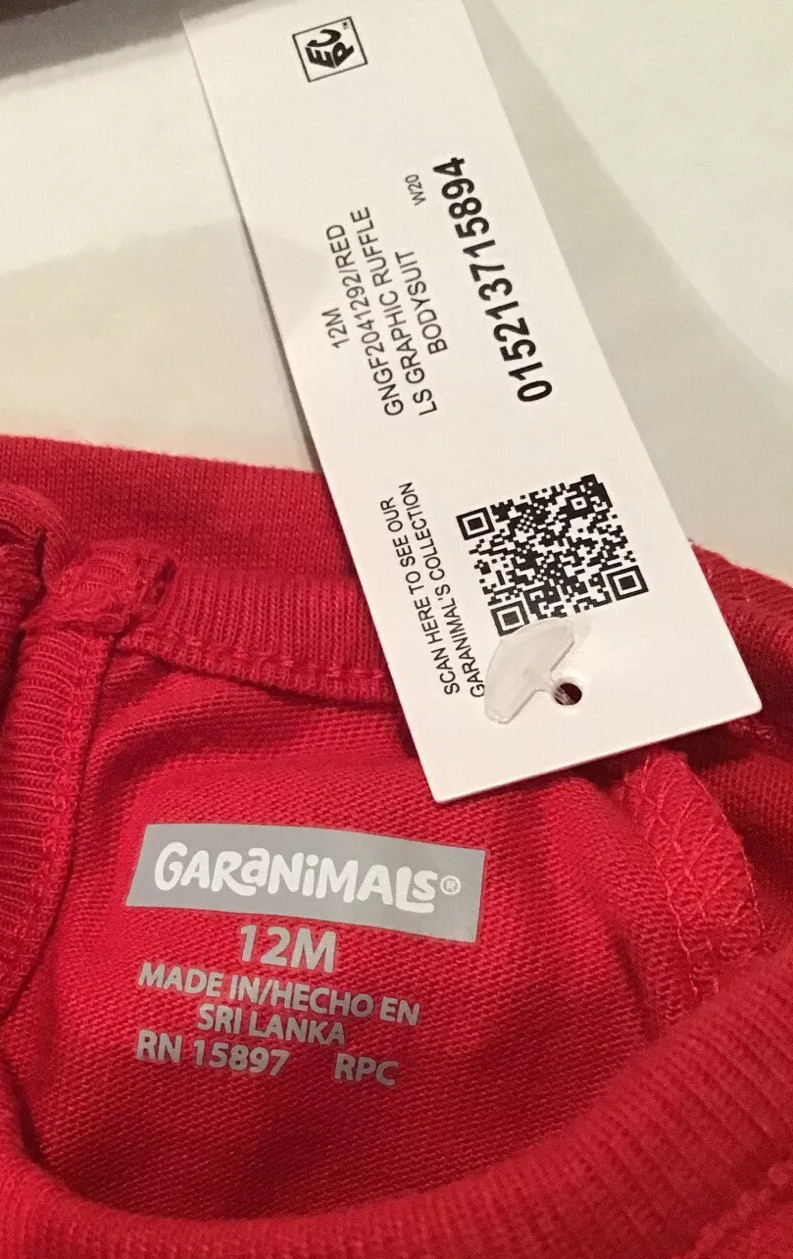 EPC
12M
GNGF2041292/RED
LS GRAPHIC RUFFLE
BODYSUIT W20
015213715894
SCAN HERE TO SEE OUR
GARANIMAL'S COLLECTION
GARANiMALS®
12M
MADE IN/HECHO EN
SRI LANKA
RN 15897 RPC